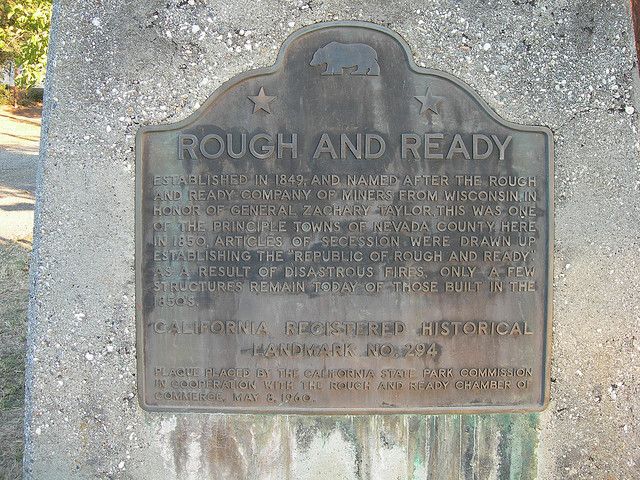 ROUGH AND READY
ESTABLISHED IN 1849, AND NAMED AFTER THE ROUGH
AND READY COMPANY OF MINERS FROM WISCONSIN, IN
HONOR OF GENERAL ZACHARY TAYLOR, THIS WAS ONE
OF THE PRINCIPLE TOWNS OF NEVADA COUNTY. HERE
IN 1850, ARTICLES OF SECESSION WERE DRAWN UP
ESTABLISHING THE "REPUBLIC OF ROUGH AND READY".
AS A RESULT OF DISASTROUS FIRES, ONLY A FEW
STRUCTURES REMAIN TODAY OF THOSE BUILT IN THE
1850'S.
CALIFORNIA REGISTERED HISTORICAL
LANDMARK NO. 294
PLAQUE PLACED BY THE CALIFORNIA STATE PARK COMMISSION
IN COOPERATION WITH THE ROUGH AND READY CHAMBER OF
COMMERCE, MAY 8, 1960.